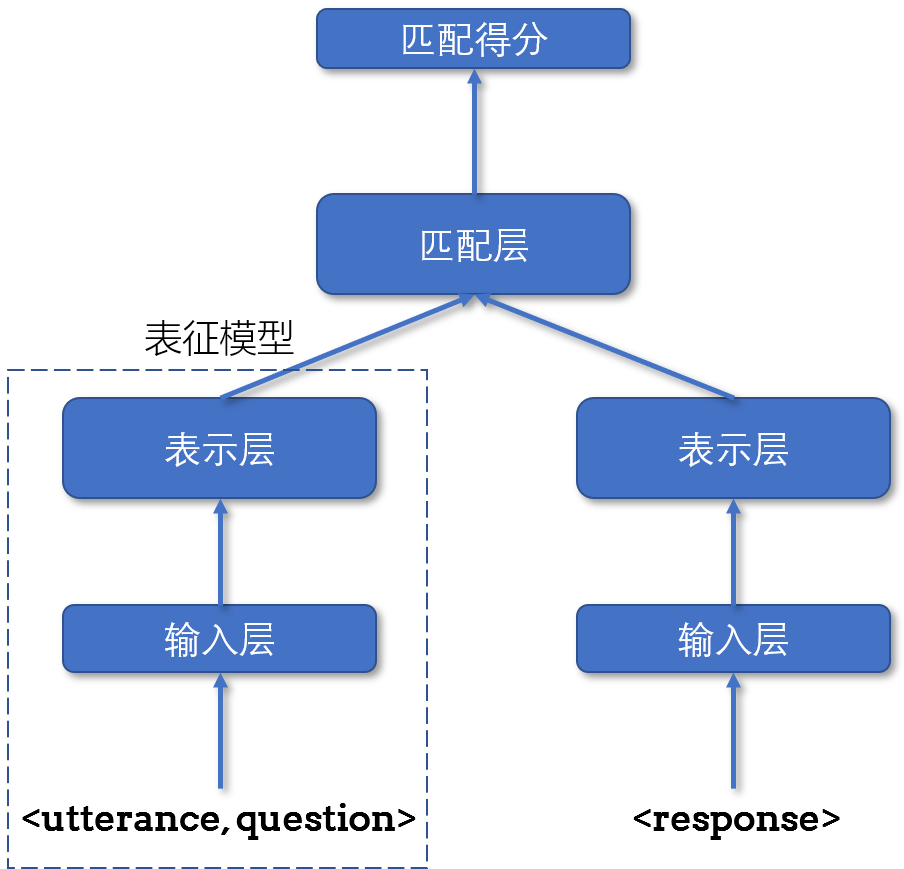 匹配得分
匹配层
表征模型
表示层
表示层
输入层
输入层
<utterance, question>
<response>